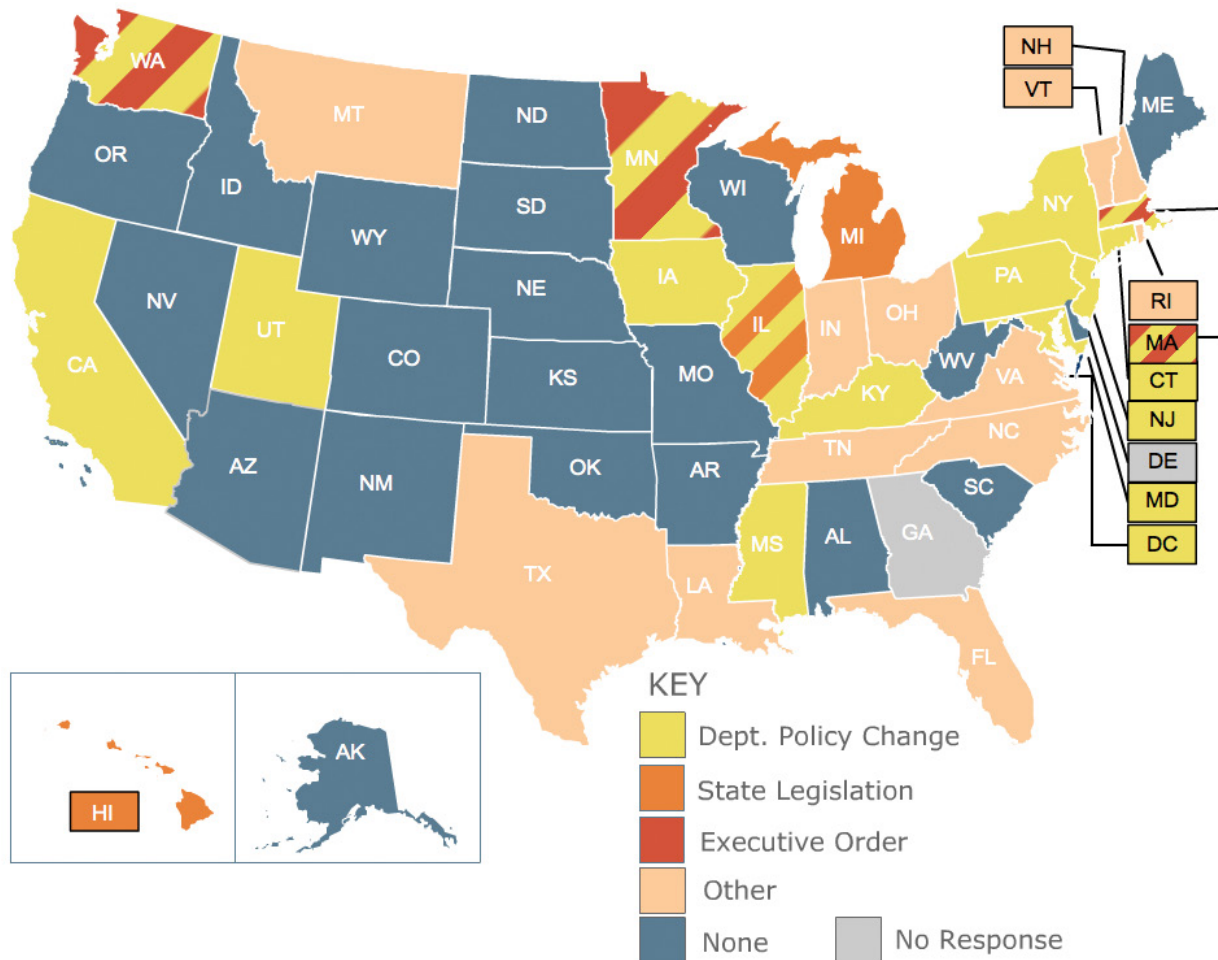 WA
MT
ND
MN
OR
ID
SD
WI
WY
MI
NH
VT
ME
NY
NV
UT
CA
NE
IA
PA
CO
IL
IN
OH
KS
MO
WV
VA
KY
RI
MA
CT
NJ
DE
MD
DC
AZ
NM
OK
AR
TN
NC
SC
TX
LA
MS
AL
GA
FL
HI
AK
KEY
Dept. Policy Change
State Legislation
Executive Order
Other
None
No Response